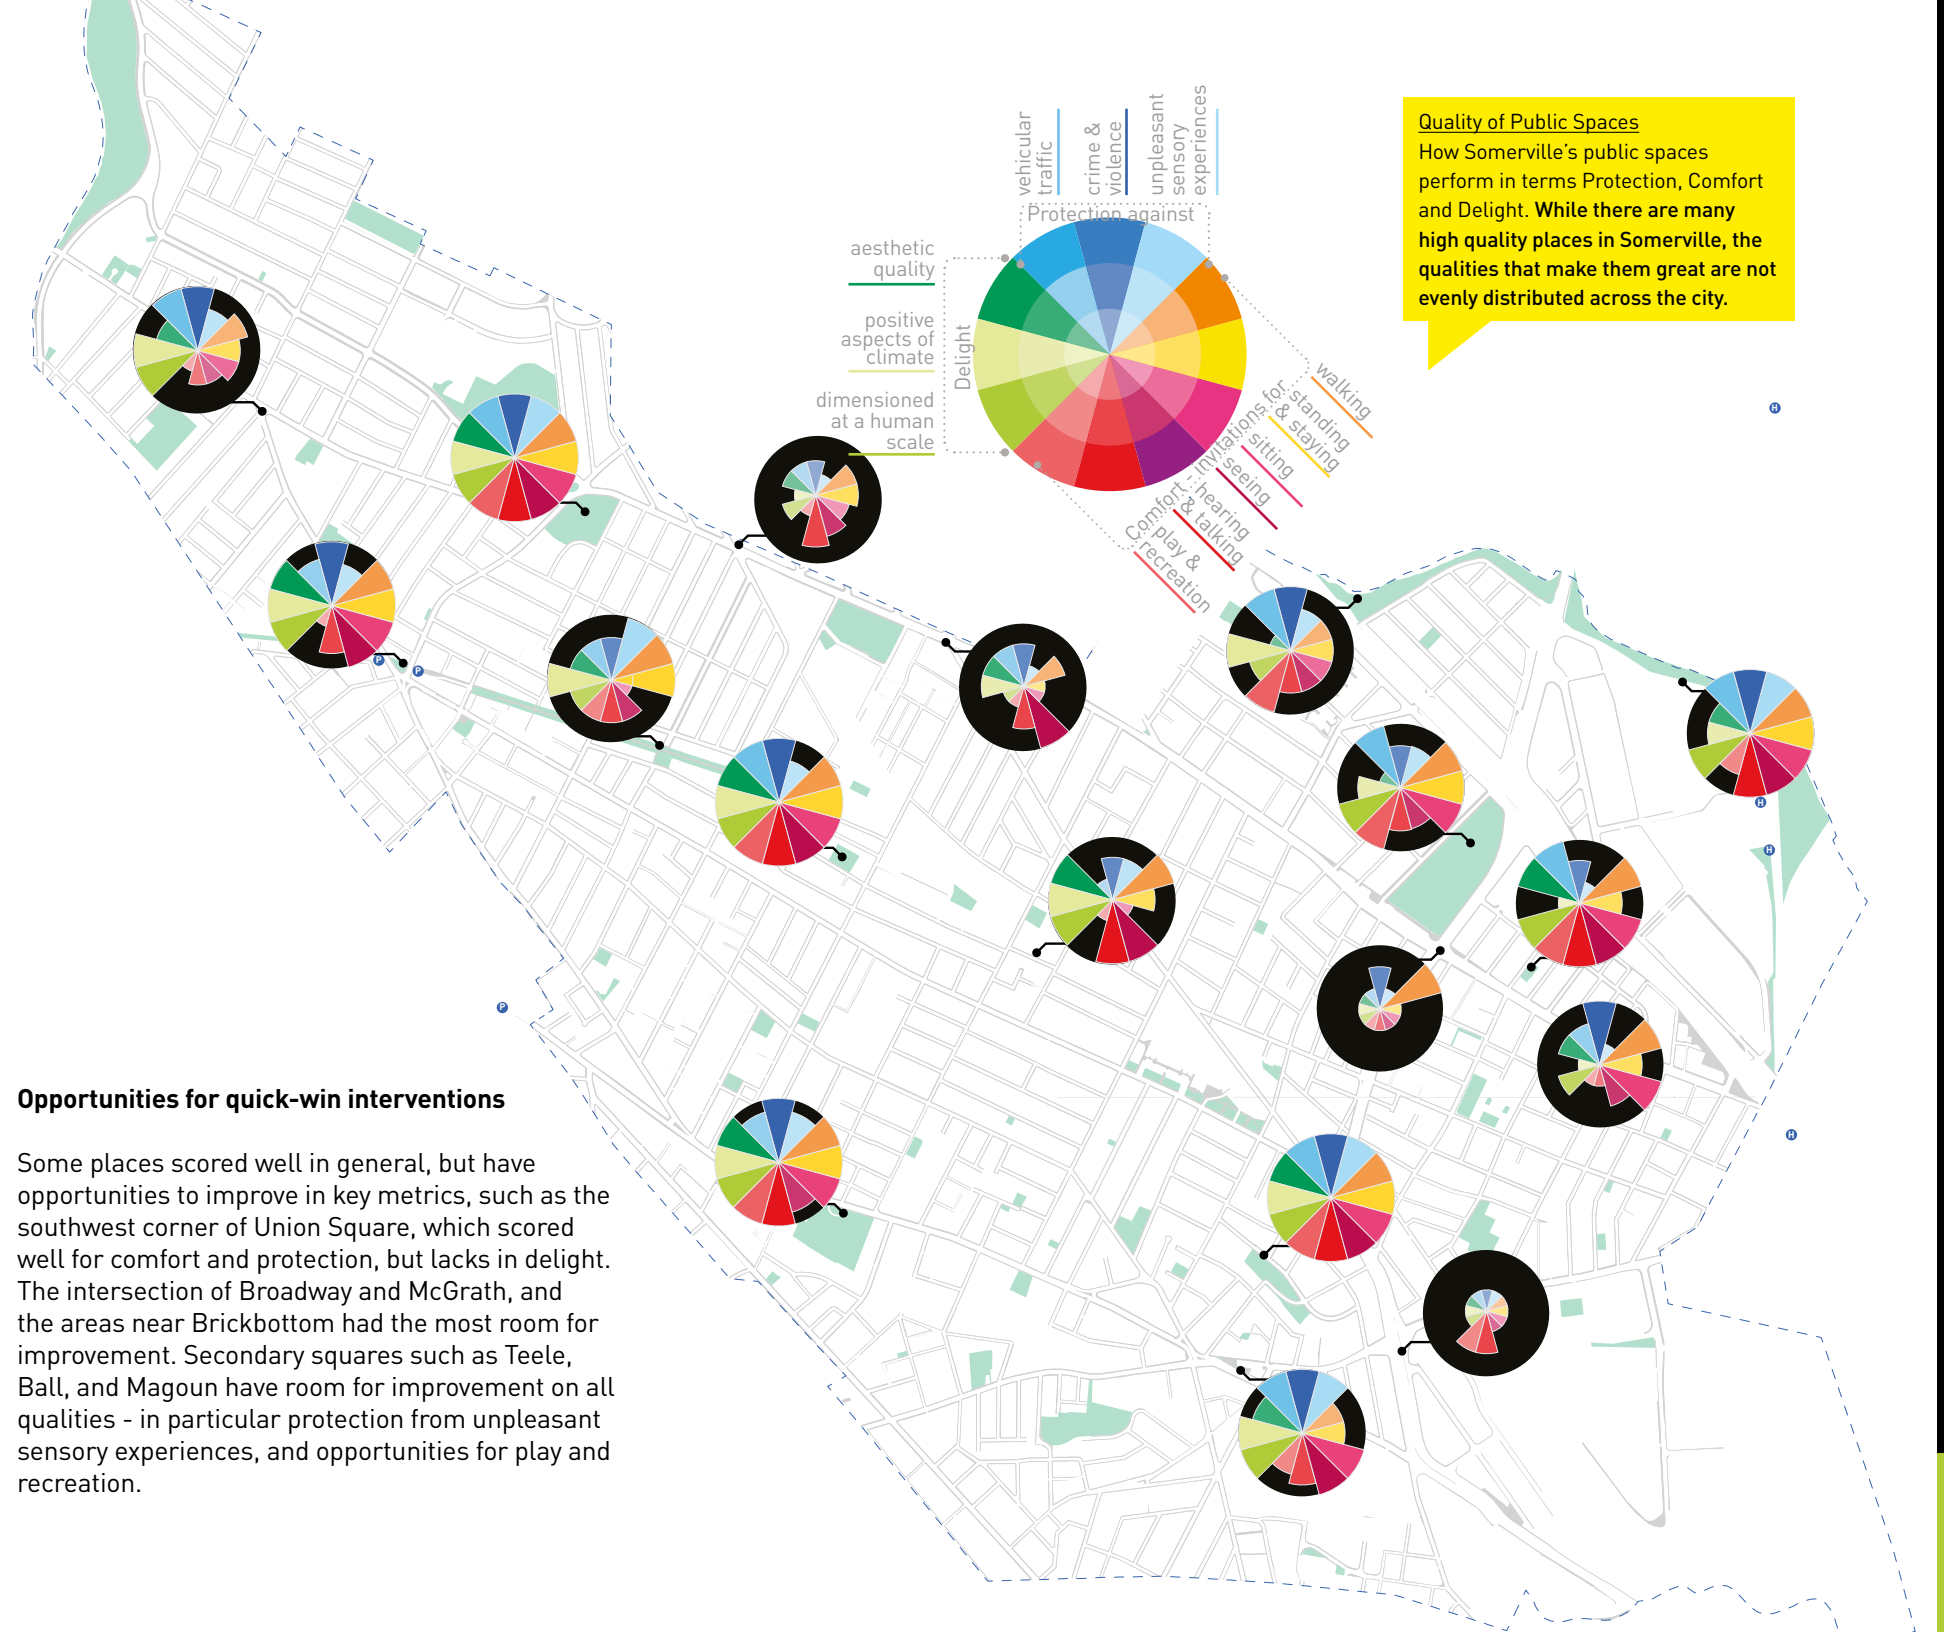 vehicular
traffic
crime &
violence
unpleasant
sensory
experiences
Protection against
aesthetic
quality
positive
aspects of
climate
dimensioned
at a human
scale
Delight
Comfort - invitations for
walking
standing
& staying
sitting
seeing
hearing
& talking
play &
recreation
Quality of Public Spaces
How Somerville's public spaces
perform in terms Protection, Comfort
and Delight. While there are many
high quality places in Somerville, the
qualities that make them great are not
evenly distributed across the city.
H
P
P
H
H
P
H
Opportunities for quick-win interventions
Some places scored well in general, but have
opportunities to improve in key metrics, such as the
southwest corner of Union Square, which scored
well for comfort and protection, but lacks in delight.
The intersection of Broadway and McGrath, and
the areas near Brickbottom had the most room for
improvement. Secondary squares such as Teele,
Ball, and Magoun have room for improvement on all
qualities - in particular protection from unpleasant
sensory experiences, and opportunities for play and
recreation.